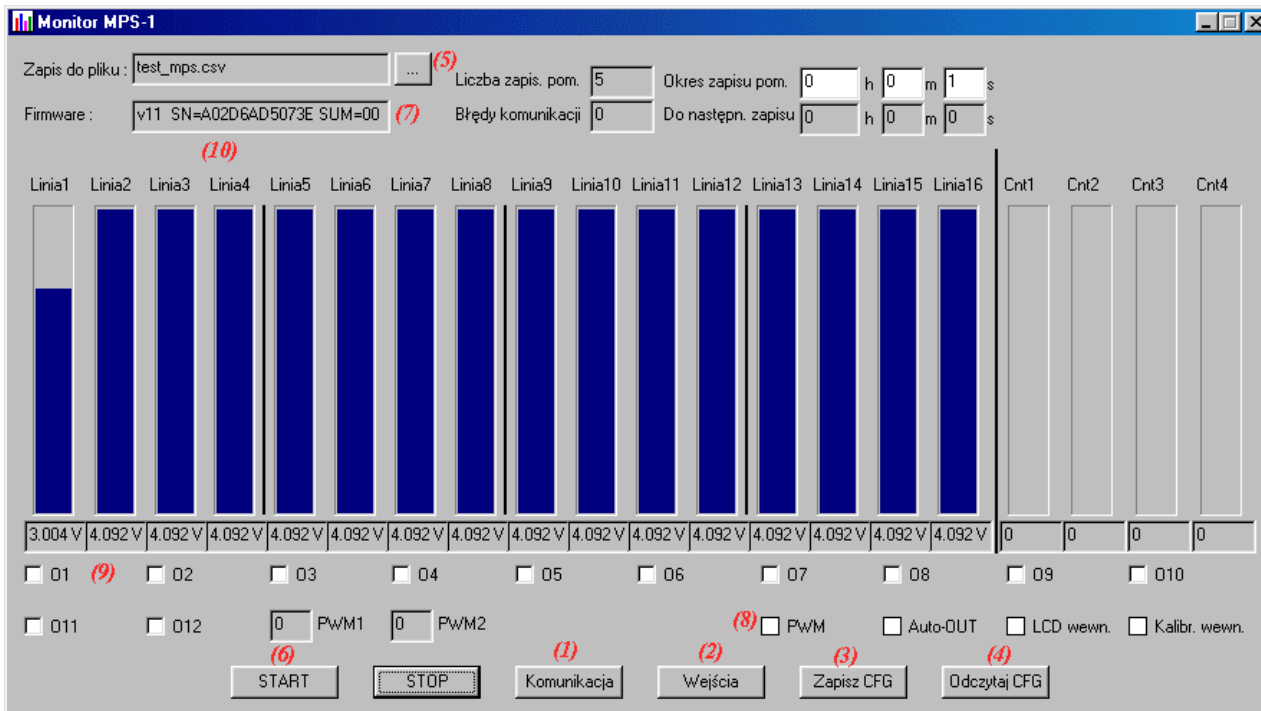 Monitor MPS-1
Zapis do pliku : test_mps.csv ... (5) Liczba zapis. pom. 5 Okres zapisu pom. 0 h 0 m 1 s
Firmware : v11 SN=A02D6AD5073E SUM=00 (7) Błędy komunikacji 0 Do następn. zapisu 0 h 0 m 0 s
(10)
Linia1 Linia2 Linia3 Linia4 Linia5 Linia6 Linia7 Linia8 Linia9 Linia10 Linia11 Linia12 Linia13 Linia14 Linia15 Linia16 Cnt1 Cnt2 Cnt3 Cnt4
3.004 V 4.092 V 4.092 V 4.092 V 4.092 V 4.092 V 4.092 V 4.092 V 4.092 V 4.092 V 4.092 V 4.092 V 4.092 V 4.092 V 4.092 V 4.092 V 0 0 0 0
O1 (9) O2 O3 O4 O5 O6 O7 O8 O9 O10
O11 O12 0 PWM1 0 PWM2 (8) PWM Auto-OUT LCD wewn. Kalibr. wewn.
(6) (1) (2) (3) (4)
START STOP Komunikacja Wejścia Zapisz CFG Odczytaj CFG